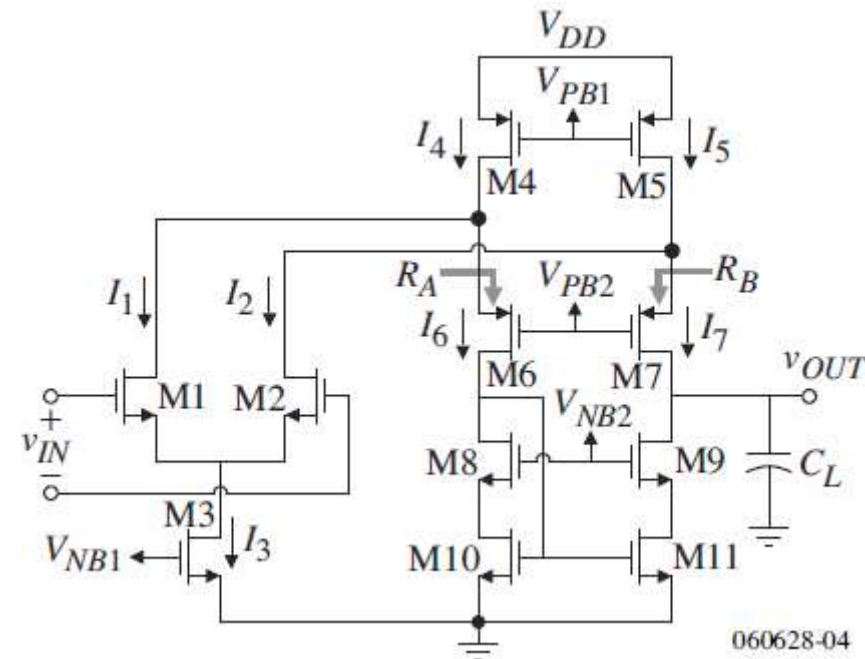 V_DD
V_PB1
I_4
I_5
M4
M5
R_A
V_PB2
R_B
I_1
I_2
I_6
I_7
M6
M7
v_OUT
M1
M2
V_NB2
+
v_IN
−
M8
M9
C_L
M3
V_NB1
I_3
M10
M11
060628-04